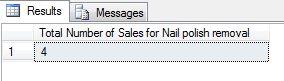 Results Messages
Total Number of Sales for Nail polish removal
1 4